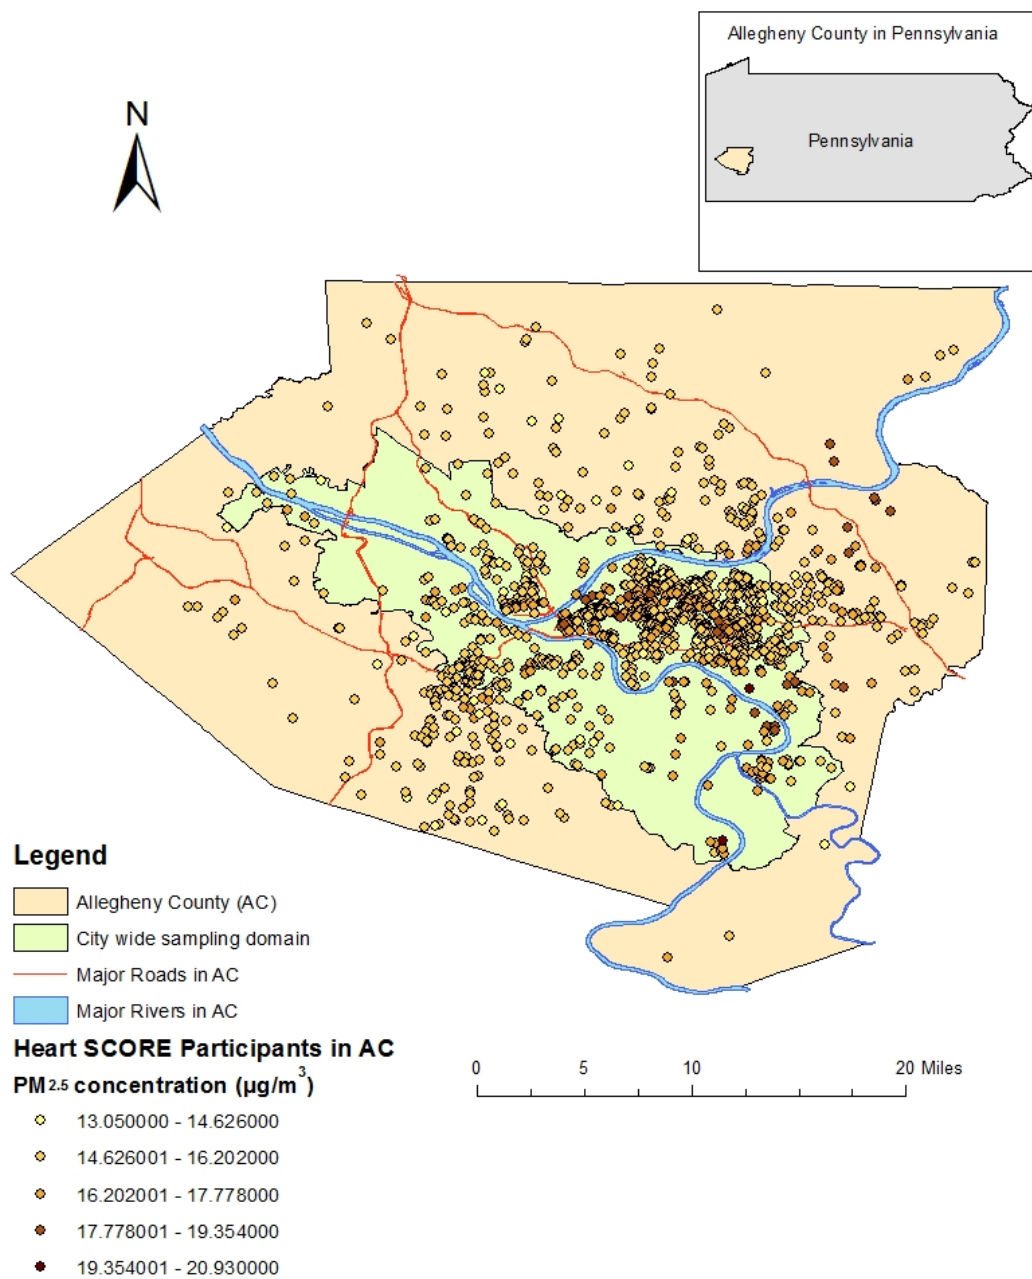 Allegheny County in Pennsylvania
Pennsylvania
N
Legend
Allegheny County (AC)
City wide sampling domain
Major Roads in AC
Major Rivers in AC
Heart SCORE Participants in AC
PM 2.5 concentration (µg/m³)
13.050000 - 14.626000
14.626001 - 16.202000
16.202001 - 17.778000
17.778001 - 19.354000
19.354001 - 20.930000
0 5 10 20 Miles